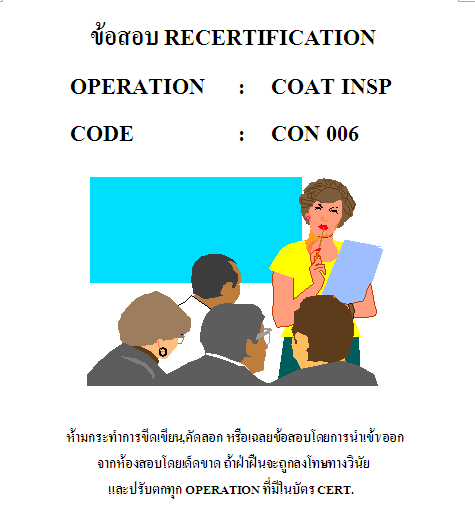 ข้อสอบ RECERTIFICATION
OPERATION : COAT INSP
CODE : CON 006
ห้ามกระทำการขีดเขียน,คัดลอก หรือเฉลยข้อสอบโดยการนำเข้า/ออก
จากห้องสอบโดยเด็ดขาด ถ้าฝ่าฝืนจะถูกลงโทษทางวินัย
และปรับตกทุก OPERATION ที่มีในบัตร CERT.